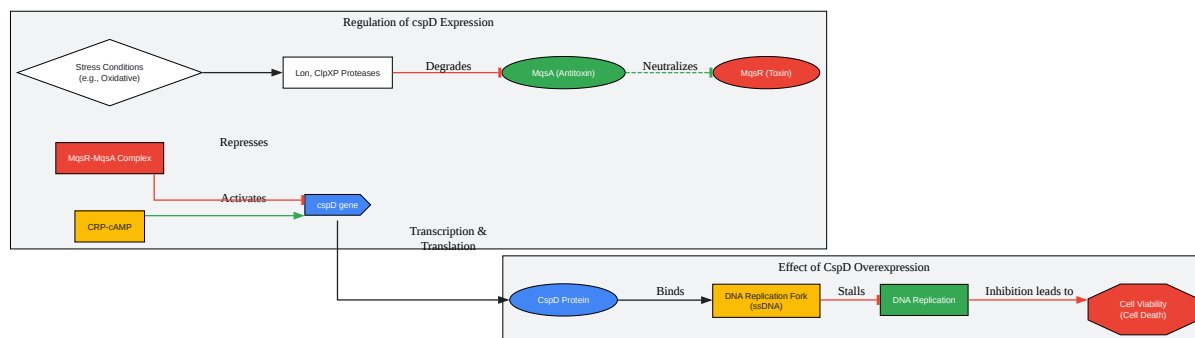 Regulation of cspD Expression
Stress Conditions
(e.g., Oxidative)
Lon, ClpXP Proteases
Degrades
MqsA (Antitoxin)
Neutralizes
MqsR (Toxin)
Represses
MqsR-MqsA Complex
Activates
cspD gene
CRP-cAMP
Transcription &
Translation
Effect of CspD Overexpression
CspD Protein
Binds
DNA Replication Fork
(ssDNA)
Stalls
DNA Replication
Inhibition leads to
Cell Viability
(Cell Death)